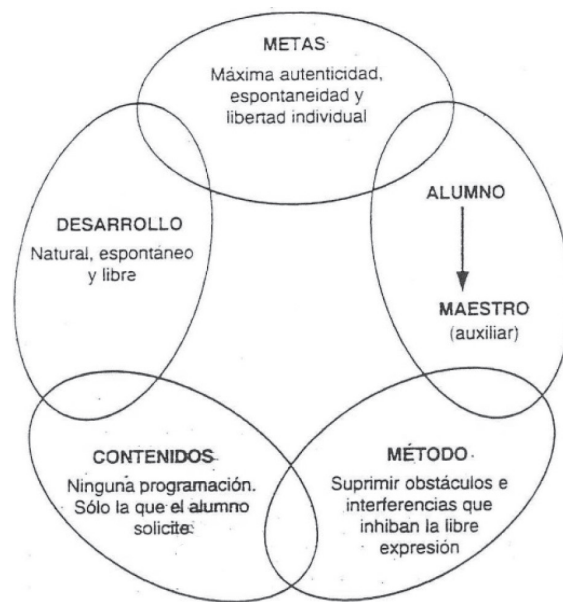 METAS
Máxima autenticidad,
espontaneidad y
libertad individual
DESARROLLO
Natural, espontáneo
y libre
ALUMNO
MAESTRO
(auxiliar)
CONTENIDOS
Ninguna programación.
Sólo la que el alumno
solicite
MÉTODO
Suprimir obstáculos e
interferencias que
inhiban la libre
expresión